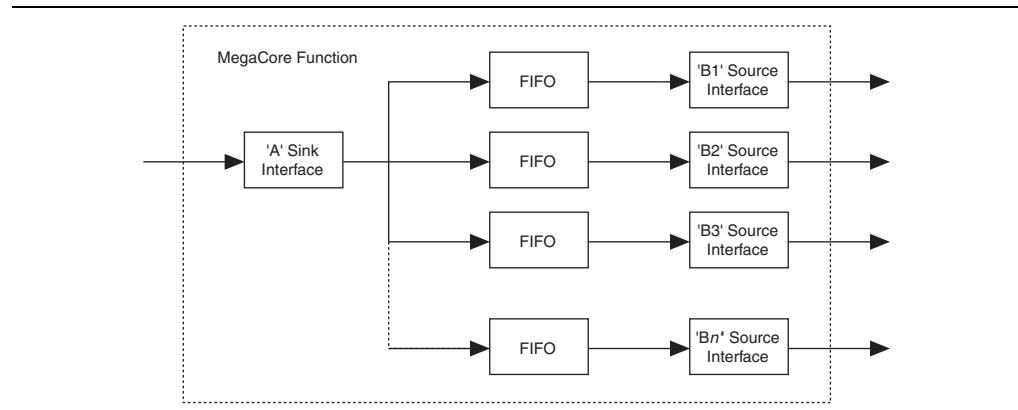 MegaCore Function
FIFO
'B1' Source
Interface
'A' Sink
Interface
FIFO
'B2' Source
Interface
FIFO
'B3' Source
Interface
FIFO
'Bn' Source
Interface